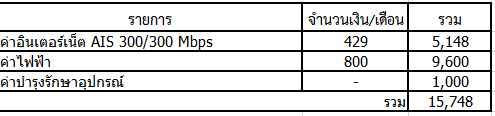 รายการ จำนวนเงิน/เดือน รวม
ค่าอินเตอร์เน็ต AIS 300/300 Mbps 429 5,148
ค่าไฟฟ้า 800 9,600
ค่าบำรุงรักษาอุปกรณ์ - 1,000
รวม 15,748